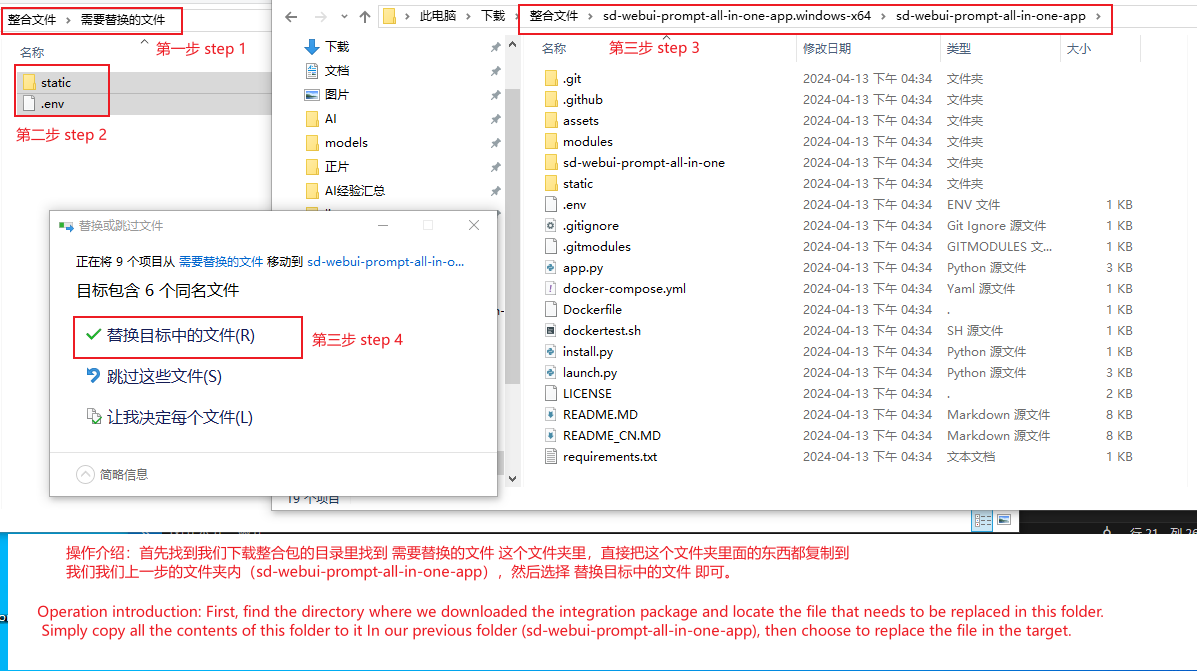 整合文件 › 需要替换的文件
第一步 step 1
名称
static
.env
第二步 step 2
此电脑 › 下载 › 整合文件 › sd-webui-prompt-all-in-one-app.windows-x64 › sd-webui-prompt-all-in-one-app ›
下载
文档
图片
AI
models
正片
AI经验汇总
第三步 step 3
名称 修改日期 类型 大小
.git 2024-04-13 下午 04:34 文件夹
.github 2024-04-13 下午 04:34 文件夹
assets 2024-04-13 下午 04:34 文件夹
modules 2024-04-13 下午 04:34 文件夹
sd-webui-prompt-all-in-one 2024-04-13 下午 04:34 文件夹
static 2024-04-13 下午 04:34 文件夹
.env 2024-04-13 下午 04:34 ENV 文件 1 KB
.gitignore 2024-04-13 下午 04:34 Git Ignore 源文件 1 KB
.gitmodules 2024-04-13 下午 04:34 GITMODULES 文... 1 KB
app.py 2024-04-13 下午 04:34 Python 源文件 3 KB
docker-compose.yml 2024-04-13 下午 04:34 Yaml 源文件 1 KB
Dockerfile 2024-04-13 下午 04:34 . 1 KB
dockertest.sh 2024-04-13 下午 04:34 SH 源文件 1 KB
install.py 2024-04-13 下午 04:34 Python 源文件 1 KB
launch.py 2024-04-13 下午 04:34 Python 源文件 3 KB
LICENSE 2024-04-13 下午 04:34 . 2 KB
README.MD 2024-04-13 下午 04:34 Markdown 源文件 8 KB
README_CN.MD 2024-04-13 下午 04:34 Markdown 源文件 8 KB
requirements.txt 2024-04-13 下午 04:34 文本文档 1 KB
替换或跳过文件
正在将 9 个项目从 需要替换的文件 移动到 sd-webui-prompt-all-in-o...
目标包含 6 个同名文件
替换目标中的文件(R)
第三步 step 4
跳过这些文件(S)
让我决定每个文件(L)
简略信息
19 个项目
行 21, 列 26
操作介绍：首先找到我们下载整合包的目录里找到 需要替换的文件 这个文件夹里，直接把这个文件夹里面的东西都复制到
我们我们上一步的文件夹内（sd-webui-prompt-all-in-one-app），然后选择 替换目标中的文件 即可。
Operation introduction: First, find the directory where we downloaded the integration package and locate the file that needs to be replaced in this folder.
Simply copy all the contents of this folder to it In our previous folder (sd-webui-prompt-all-in-one-app), then choose to replace the file in the target.